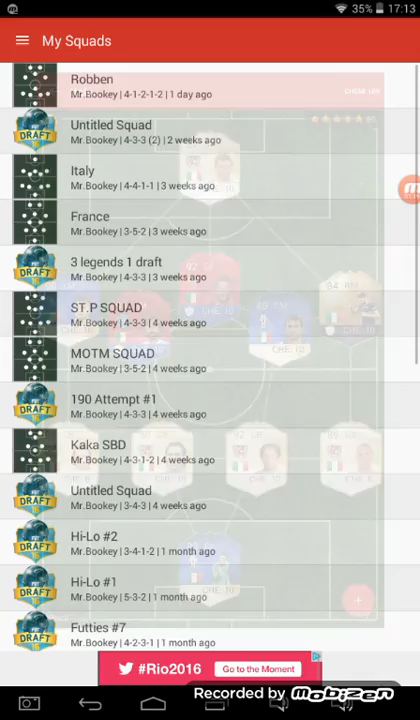 35% 17:13
My Squads
Robben
Mr.Bookey | 4-1-2-1-2 | 1 day ago
DRAFT
Untitled Squad
Mr.Bookey | 4-3-3 (2) | 2 weeks ago
Italy
Mr.Bookey | 4-4-1-1 | 3 weeks ago
France
Mr.Bookey | 3-5-2 | 3 weeks ago
DRAFT
3 legends 1 draft
Mr.Bookey | 4-3-3 | 3 weeks ago
ST.P SQUAD
Mr.Bookey | 4-3-3 | 4 weeks ago
MOTM SQUAD
Mr.Bookey | 3-5-2 | 4 weeks ago
DRAFT
190 Attempt #1
Mr.Bookey | 4-3-3 | 4 weeks ago
Kaka SBD
Mr.Bookey | 4-3-1-2 | 4 weeks ago
DRAFT
Untitled Squad
Mr.Bookey | 3-4-3 | 4 weeks ago
DRAFT
Hi-Lo #2
Mr.Bookey | 3-4-1-2 | 1 month ago
DRAFT
Hi-Lo #1
Mr.Bookey | 5-3-2 | 1 month ago
DRAFT
Futties #7
Mr.Bookey | 4-2-3-1 | 1 month ago
#Rio2016 Go to the Moment
Recorded by MOBIZEN